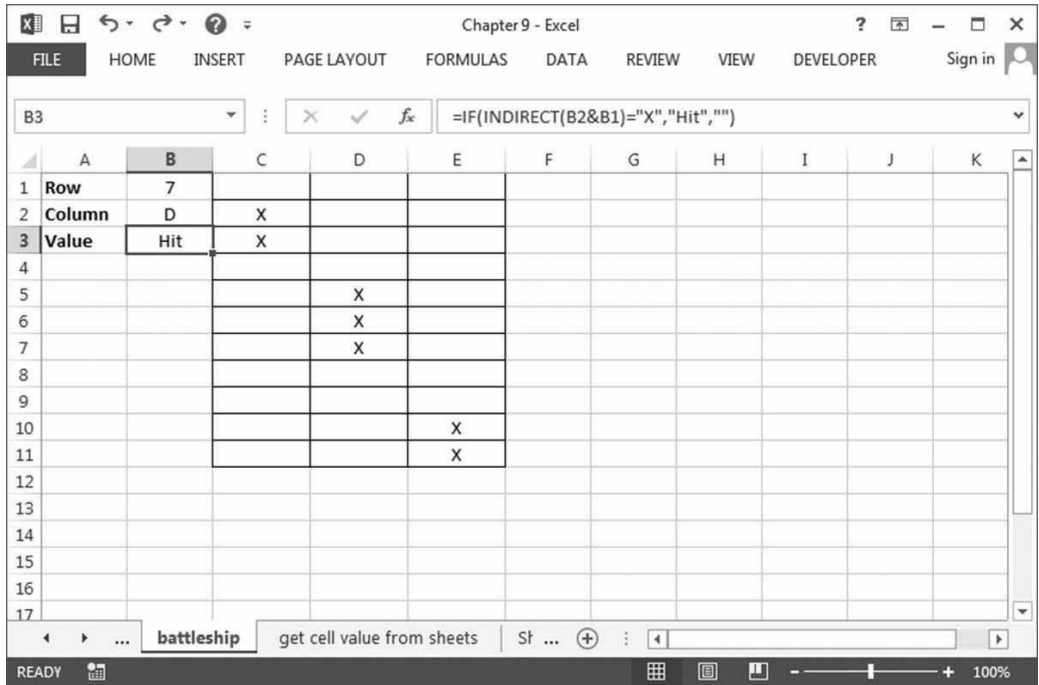 Chapter 9 - Excel
FILE HOME INSERT PAGE LAYOUT FORMULAS DATA REVIEW VIEW DEVELOPER Sign in
B3 fx =IF(INDIRECT(B2&B1)="X","Hit","")
A B C D E F G H I J K
1 Row 7
2 Column D X
3 Value Hit X
4
5 X
6 X
7 X
8
9
10 X
11 X
12
13
14
15
16
17
... battleship get cell value from sheets Sh ...
READY 100%